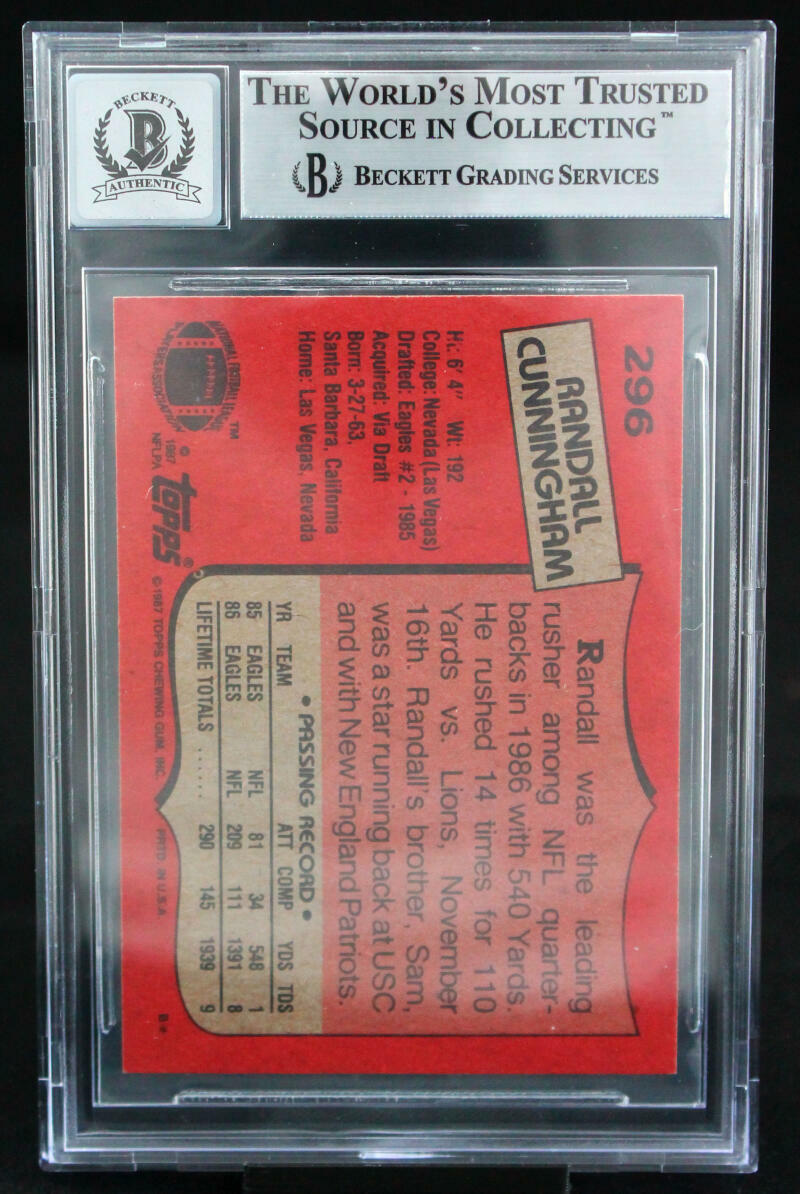 BECKETT
B
AUTHENTIC
THE WORLD'S MOST TRUSTED
SOURCE IN COLLECTING™
B BECKETT GRADING SERVICES
296
RANDALL
CUNNINGHAM
Ht: 6' 4" Wt: 192
College: Nevada (Las Vegas)
Drafted: Eagles #2 - 1985
Acquired: Via Draft
Born: 3-27-63,
Santa Barbara, California
Home: Las Vegas, Nevada
NATIONAL FOOTBALL LEAGUE
PLAYERS ASSOCIATION
™
© 1987
NFLPA
topps®
Randall was the leading
rusher among NFL quarter-
backs in 1986 with 540 Yards.
He rushed 14 times for 110
Yards vs. Lions, November
16th. Randall's brother, Sam,
was a star running back at USC
and with New England Patriots.
• PASSING RECORD •
YR TEAM ATT COMP YDS TDS
85 EAGLES NFL 81 34 548 1
86 EAGLES NFL 209 111 1391 8
LIFETIME TOTALS ...... 290 145 1939 9
©1987 TOPPS CHEWING GUM, INC. PRTD. IN U.S.A. B*